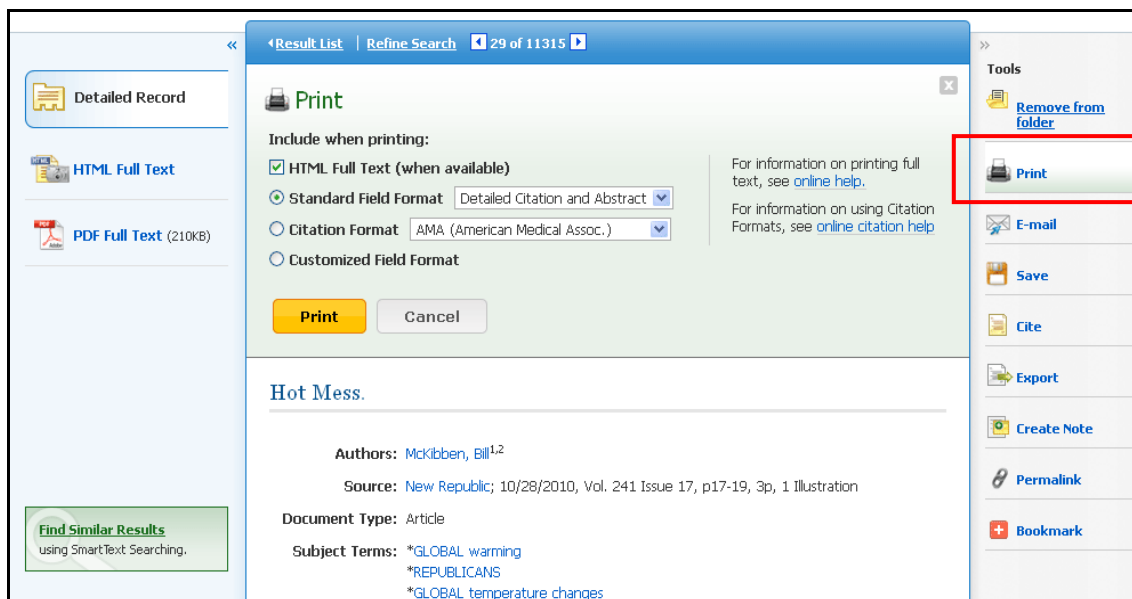 «
Detailed Record
HTML Full Text
PDF Full Text (210KB)
Find Similar Results
using SmartText Searching.
Result List | Refine Search 29 of 11315
Print
Include when printing:
HTML Full Text (when available)
Standard Field Format Detailed Citation and Abstract
Citation Format AMA (American Medical Assoc.)
Customized Field Format
For information on printing full
text, see online help.
For information on using Citation
Formats, see online citation help
Print Cancel
Hot Mess.
Authors: McKibben, Bill1,2
Source: New Republic; 10/28/2010, Vol. 241 Issue 17, p17-19, 3p, 1 Illustration
Document Type: Article
Subject Terms: *GLOBAL warming
*REPUBLICANS
*GLOBAL temperature changes
»
Tools
Remove from
folder
Print
E-mail
Save
Cite
Export
Create Note
Permalink
Bookmark